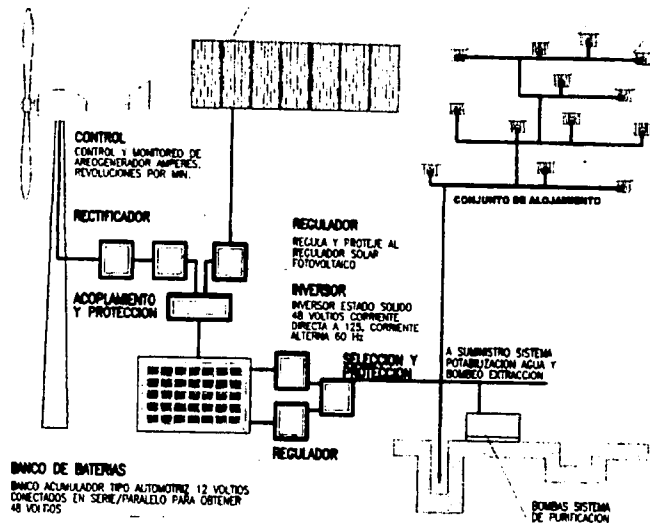 CONTROL
CONTROL Y MONITOREO DE
AREOGENERADOR AMPERES,
REVOLUCIONES POR MIN.
RECTIFICADOR
ACOPLAMIENTO
Y PROTECCION
REGULADOR
REGULA Y PROTEJE AL
REGULADOR SOLAR
FOTOVOLTAICO
INVERSOR
INVERSOR ESTADO SOLIDO
48 VOLTIOS CORRIENTE
DIRECTA A 125, CORRIENTE
ALTERNA 60 Hz
CONJUNTO DE ALOJAMIENTO
SELECCION Y
PROTECCION
A SUMINISTRO SISTEMA
POTABILIZACION AGUA Y
BOMBEO EXTRACCION
REGULADOR
BANCO DE BATERIAS
BANCO ACUMULADOR TIPO AUTOMOTRIZ 12 VOLTIOS
CONECTADOS EN SERIE/PARALELO PARA OBTENER
48 VOLTIOS
BOMBAS SISTEMA
DE PURIFICACION